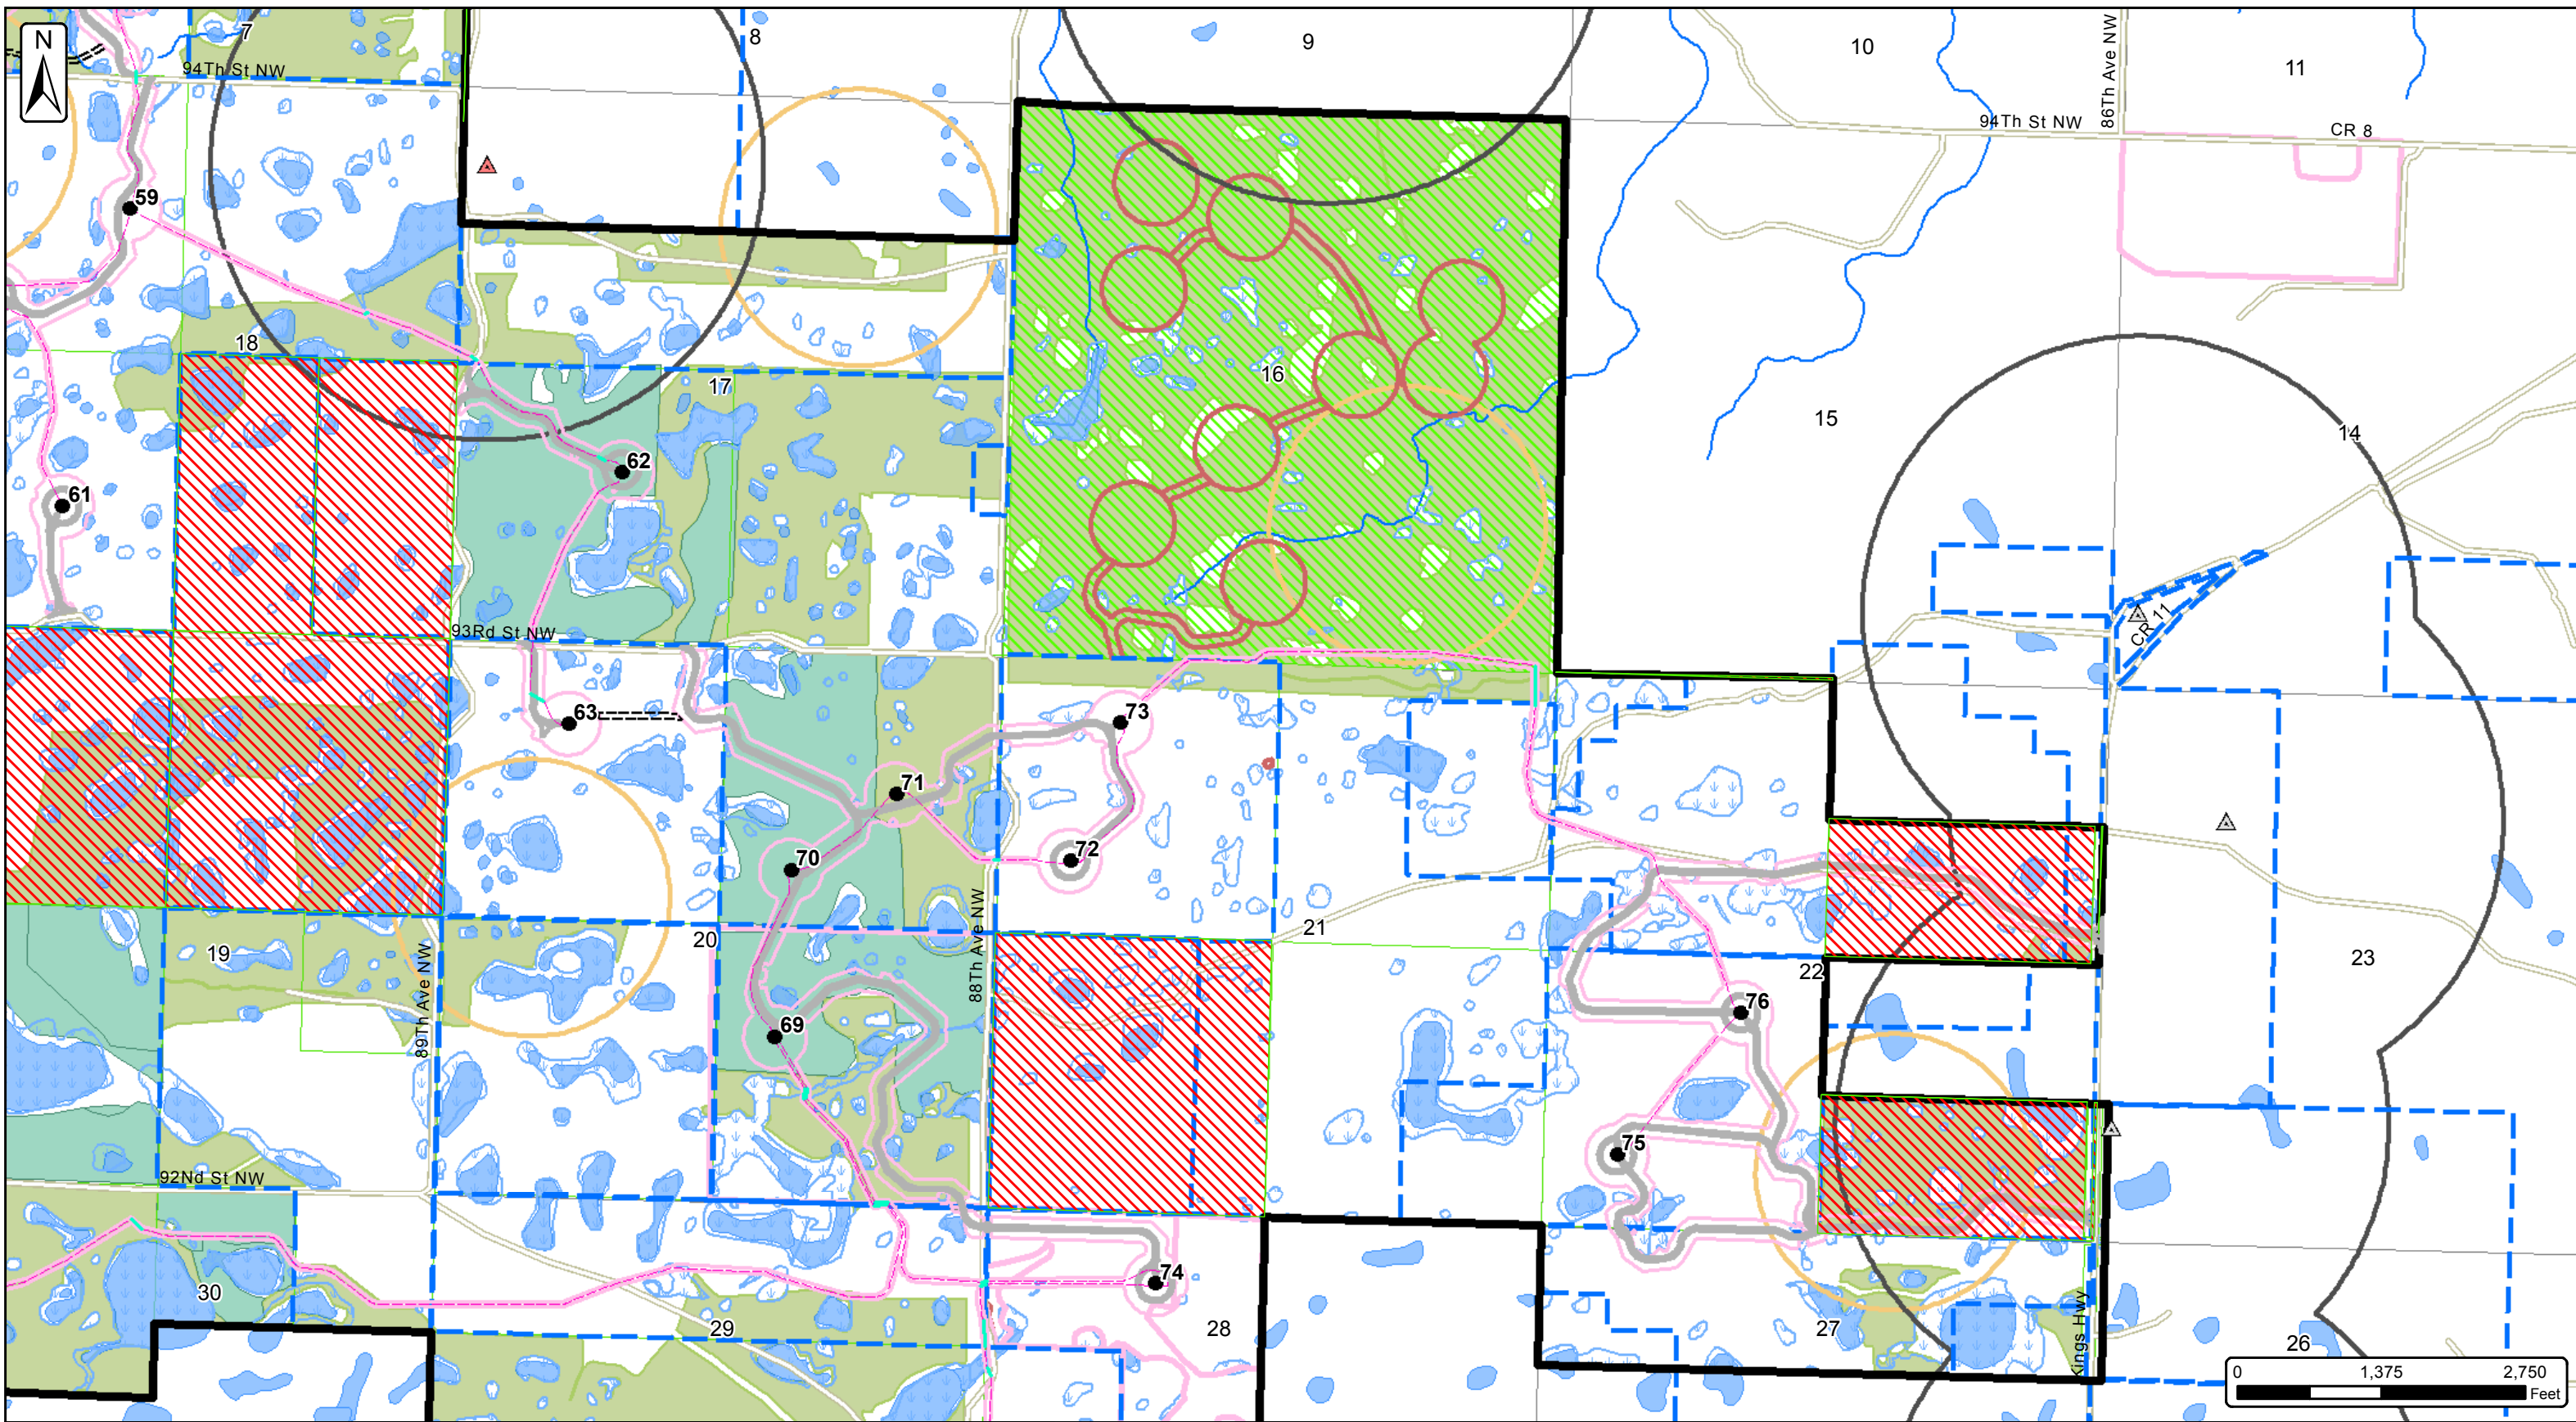 N
7
8
9
10
11
94Th St NW
86Th Ave NW
94Th St NW
CR 8
59
18
17
16
15
14
62
61
93Rd St NW
CR 11
63
73
71
72
70
88Th Ave NW
89Th Ave NW
19
20
21
22
23
76
69
75
92Nd St NW
74
30
29
28
27
26
Kings Hwy
0 1,375 2,750
Feet